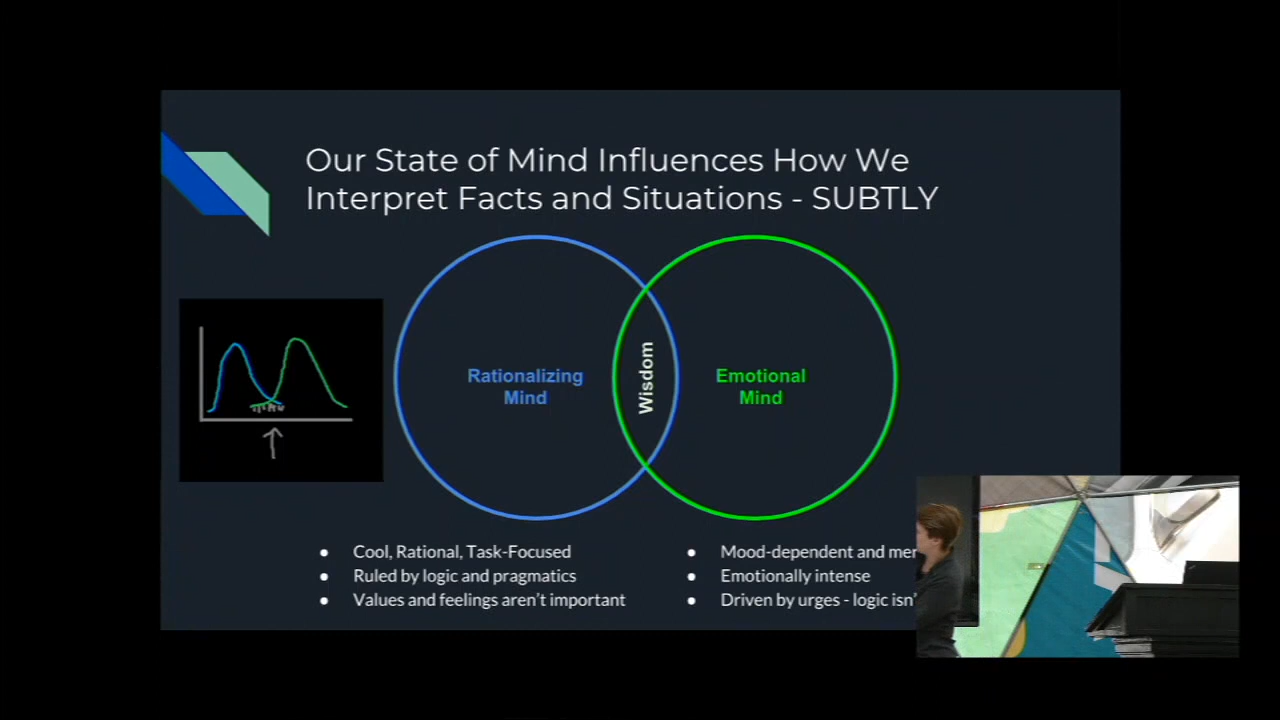 Our State of Mind Influences How We
Interpret Facts and Situations - SUBTLY
Rationalizing
Mind
Wisdom
Emotional
Mind
● Cool, Rational, Task-Focused
● Ruled by logic and pragmatics
● Values and feelings aren't important
● Mood-dependent and
● Emotionally intense
● Driven by urges - logic